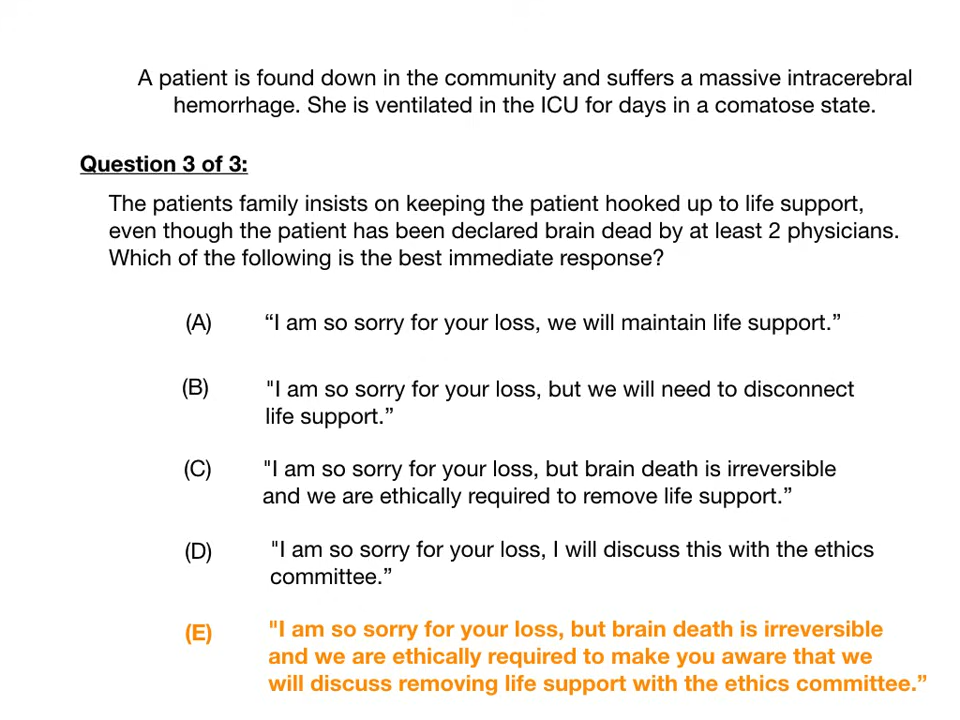 A patient is found down in the community and suffers a massive intracerebral
hemorrhage. She is ventilated in the ICU for days in a comatose state.
Question 3 of 3:
The patients family insists on keeping the patient hooked up to life support,
even though the patient has been declared brain dead by at least 2 physicians.
Which of the following is the best immediate response?
(A) “I am so sorry for your loss, we will maintain life support.”
(B) "I am so sorry for your loss, but we will need to disconnect
life support.”
(C) "I am so sorry for your loss, but brain death is irreversible
and we are ethically required to remove life support.”
(D) "I am so sorry for your loss, I will discuss this with the ethics
committee.”
(E) "I am so sorry for your loss, but brain death is irreversible
and we are ethically required to make you aware that we
will discuss removing life support with the ethics committee.”